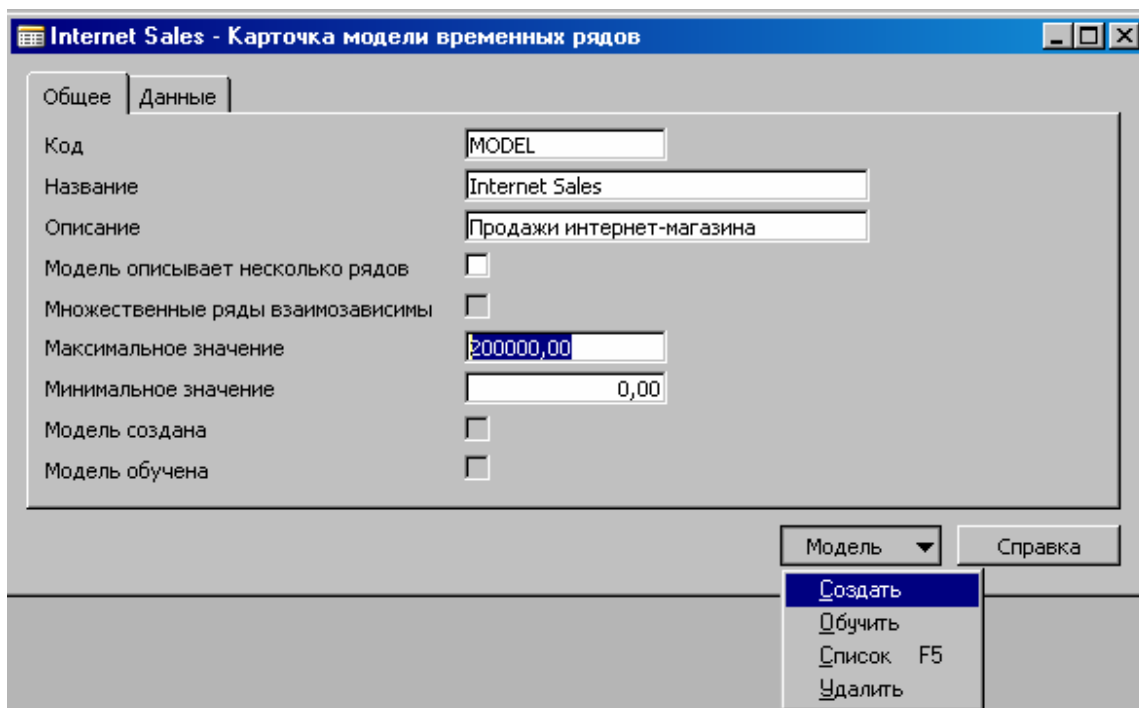 Internet Sales - Карточка модели временных рядов
Общее Данные
Код MODEL
Название Internet Sales
Описание Продажи интернет-магазина
Модель описывает несколько рядов
Множественные ряды взаимозависимы
Максимальное значение 200000,00
Минимальное значение 0,00
Модель создана
Модель обучена
Модель Справка
Создать
Обучить
Список F5
Удалить